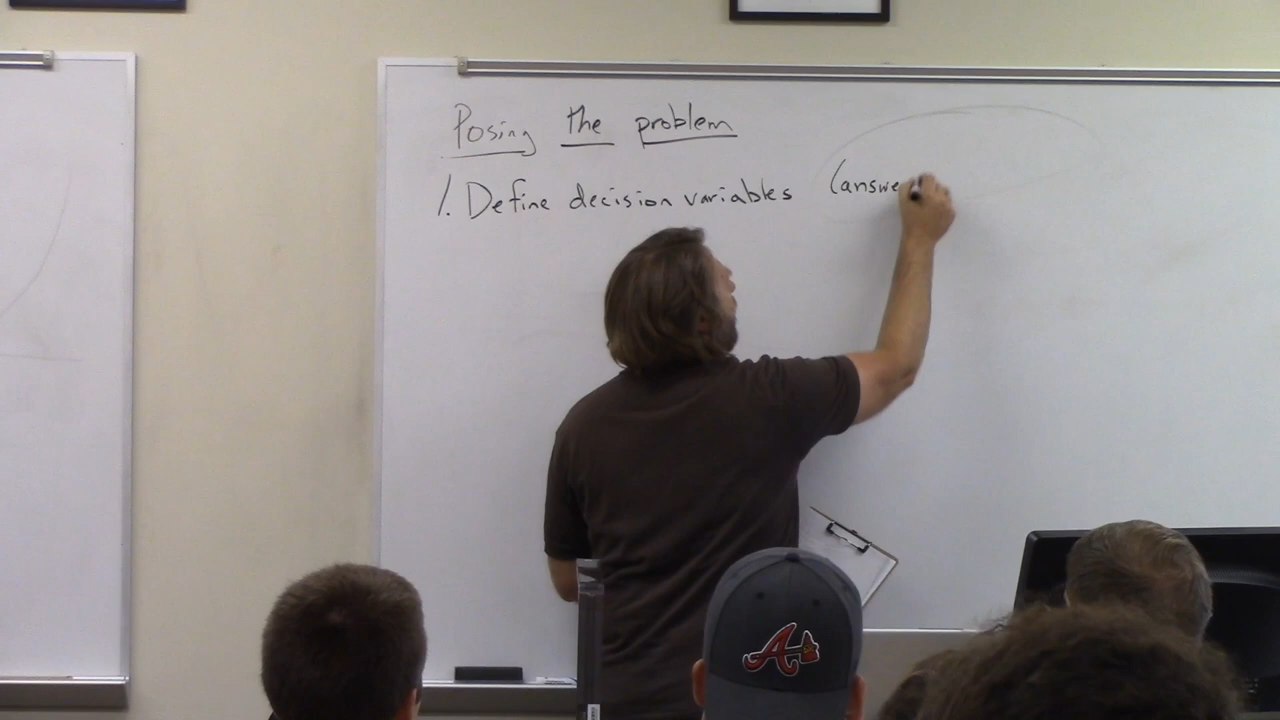 Posing the problem
1. Define decision variables (answe
A